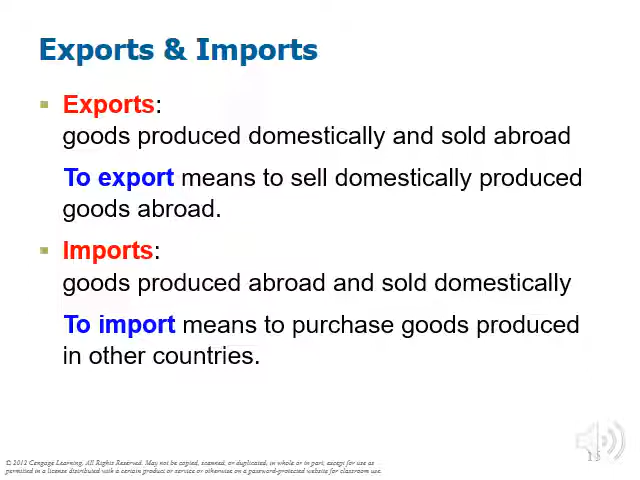 Exports & Imports
Exports:
goods produced domestically and sold abroad
To export means to sell domestically produced
goods abroad.
Imports:
goods produced abroad and sold domestically
To import means to purchase goods produced
in other countries.
© 2012 Cengage Learning. All Rights Reserved. May not be copied, scanned, or duplicated, in whole or in part, except for use as
permitted in a license distributed with a certain product or service or otherwise on a password-protected website for classroom use.